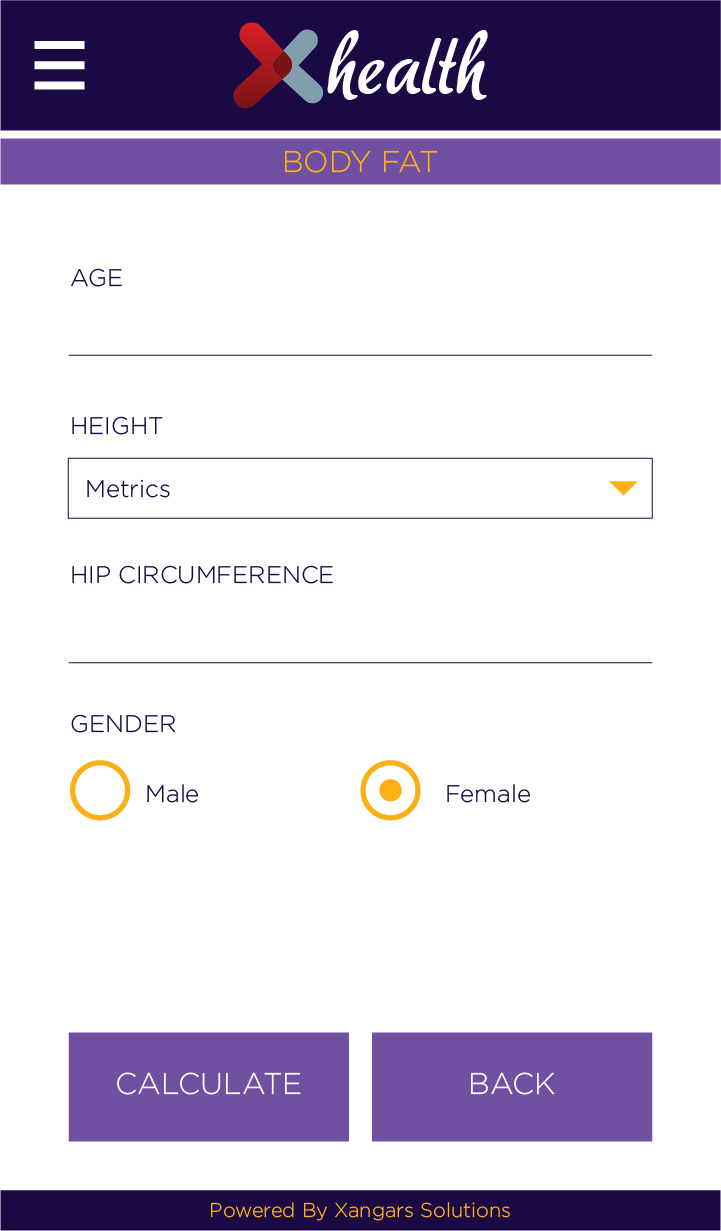 Xhealth
BODY FAT
AGE
HEIGHT
Metrics
HIP CIRCUMFERENCE
GENDER
Male Female
CALCULATE BACK
Powered By Xangars Solutions